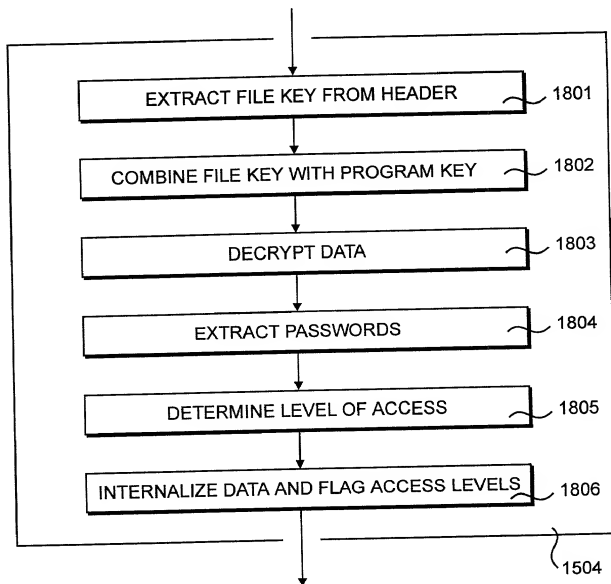 EXTRACT FILE KEY FROM HEADER 1801
COMBINE FILE KEY WITH PROGRAM KEY 1802
DECRYPT DATA 1803
EXTRACT PASSWORDS 1804
DETERMINE LEVEL OF ACCESS 1805
INTERNALIZE DATA AND FLAG ACCESS LEVELS 1806
1504